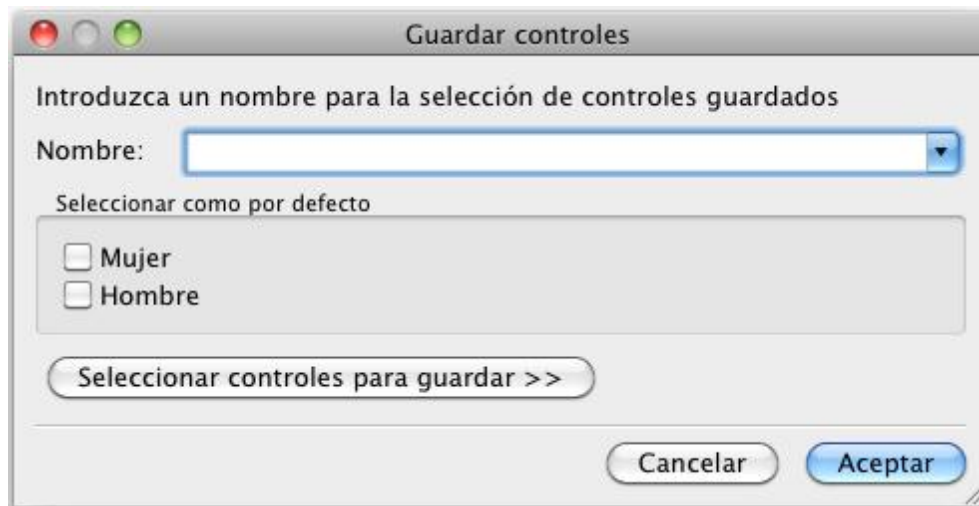 Guardar controles
Introduzca un nombre para la selección de controles guardados
Nombre:
Seleccionar como por defecto
Mujer
Hombre
Seleccionar controles para guardar >>
Cancelar Aceptar